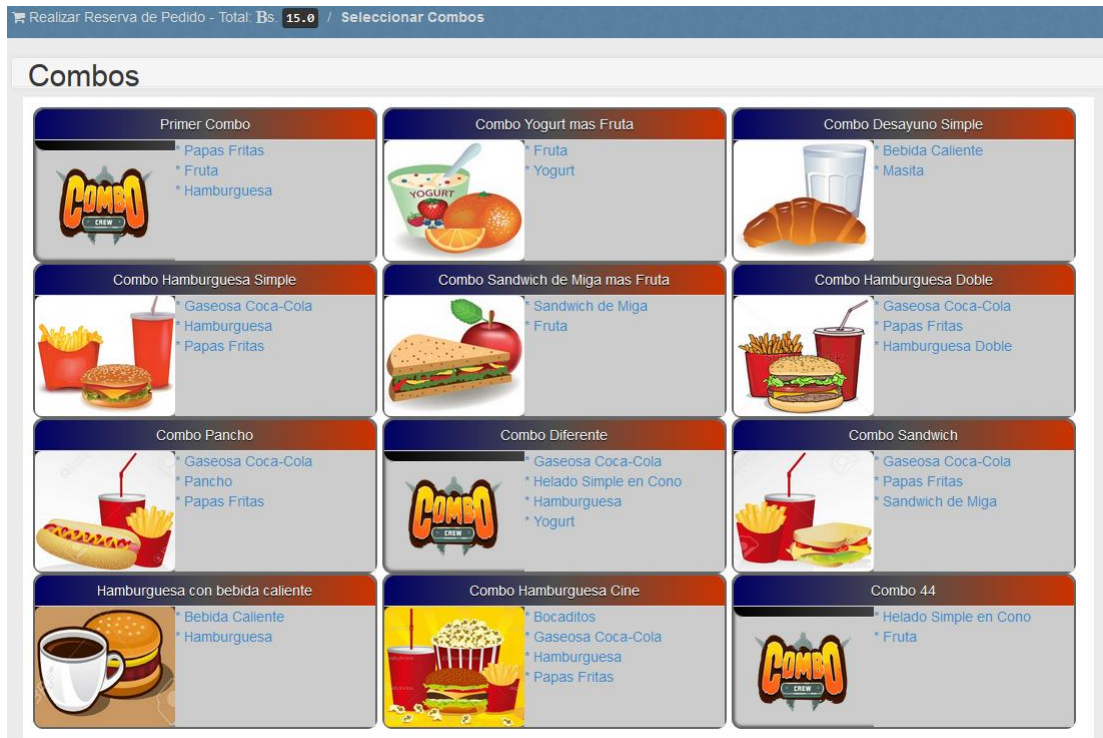 Realizar Reserva de Pedido - Total: Bs. 15.0 / Seleccionar Combos
Combos
Primer Combo
* Papas Fritas
* Fruta
* Hamburguesa
COMBO
CREW
Combo Yogurt mas Fruta
* Fruta
* Yogurt
YOGURT
Combo Desayuno Simple
* Bebida Caliente
* Masita
Combo Hamburguesa Simple
* Gaseosa Coca-Cola
* Hamburguesa
* Papas Fritas
Combo Sandwich de Miga mas Fruta
* Sandwich de Miga
* Fruta
Combo Hamburguesa Doble
* Gaseosa Coca-Cola
* Papas Fritas
* Hamburguesa Doble
Combo Pancho
* Gaseosa Coca-Cola
* Pancho
* Papas Fritas
Combo Diferente
* Gaseosa Coca-Cola
* Helado Simple en Cono
* Hamburguesa
* Yogurt
COMBO
CREW
Combo Sandwich
* Gaseosa Coca-Cola
* Papas Fritas
* Sandwich de Miga
Hamburguesa con bebida caliente
* Bebida Caliente
* Hamburguesa
Combo Hamburguesa Cine
* Bocaditos
* Gaseosa Coca-Cola
* Hamburguesa
* Papas Fritas
Combo 44
* Helado Simple en Cono
* Fruta
COMBO
CREW